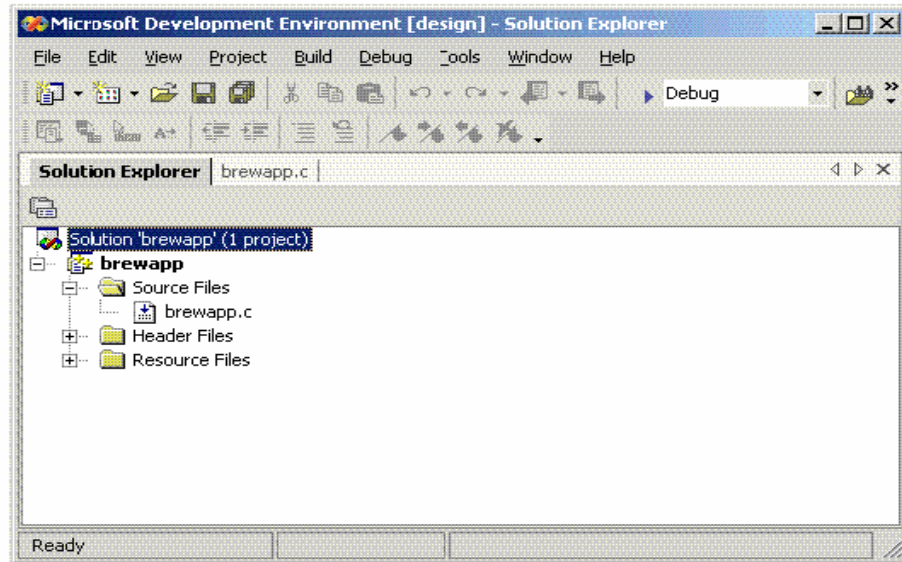 Microsoft Development Environment [design] - Solution Explorer
File Edit View Project Build Debug Tools Window Help
Debug
Solution Explorer brewapp.c
Solution 'brewapp' (1 project)
brewapp
Source Files
brewapp.c
Header Files
Resource Files
Ready